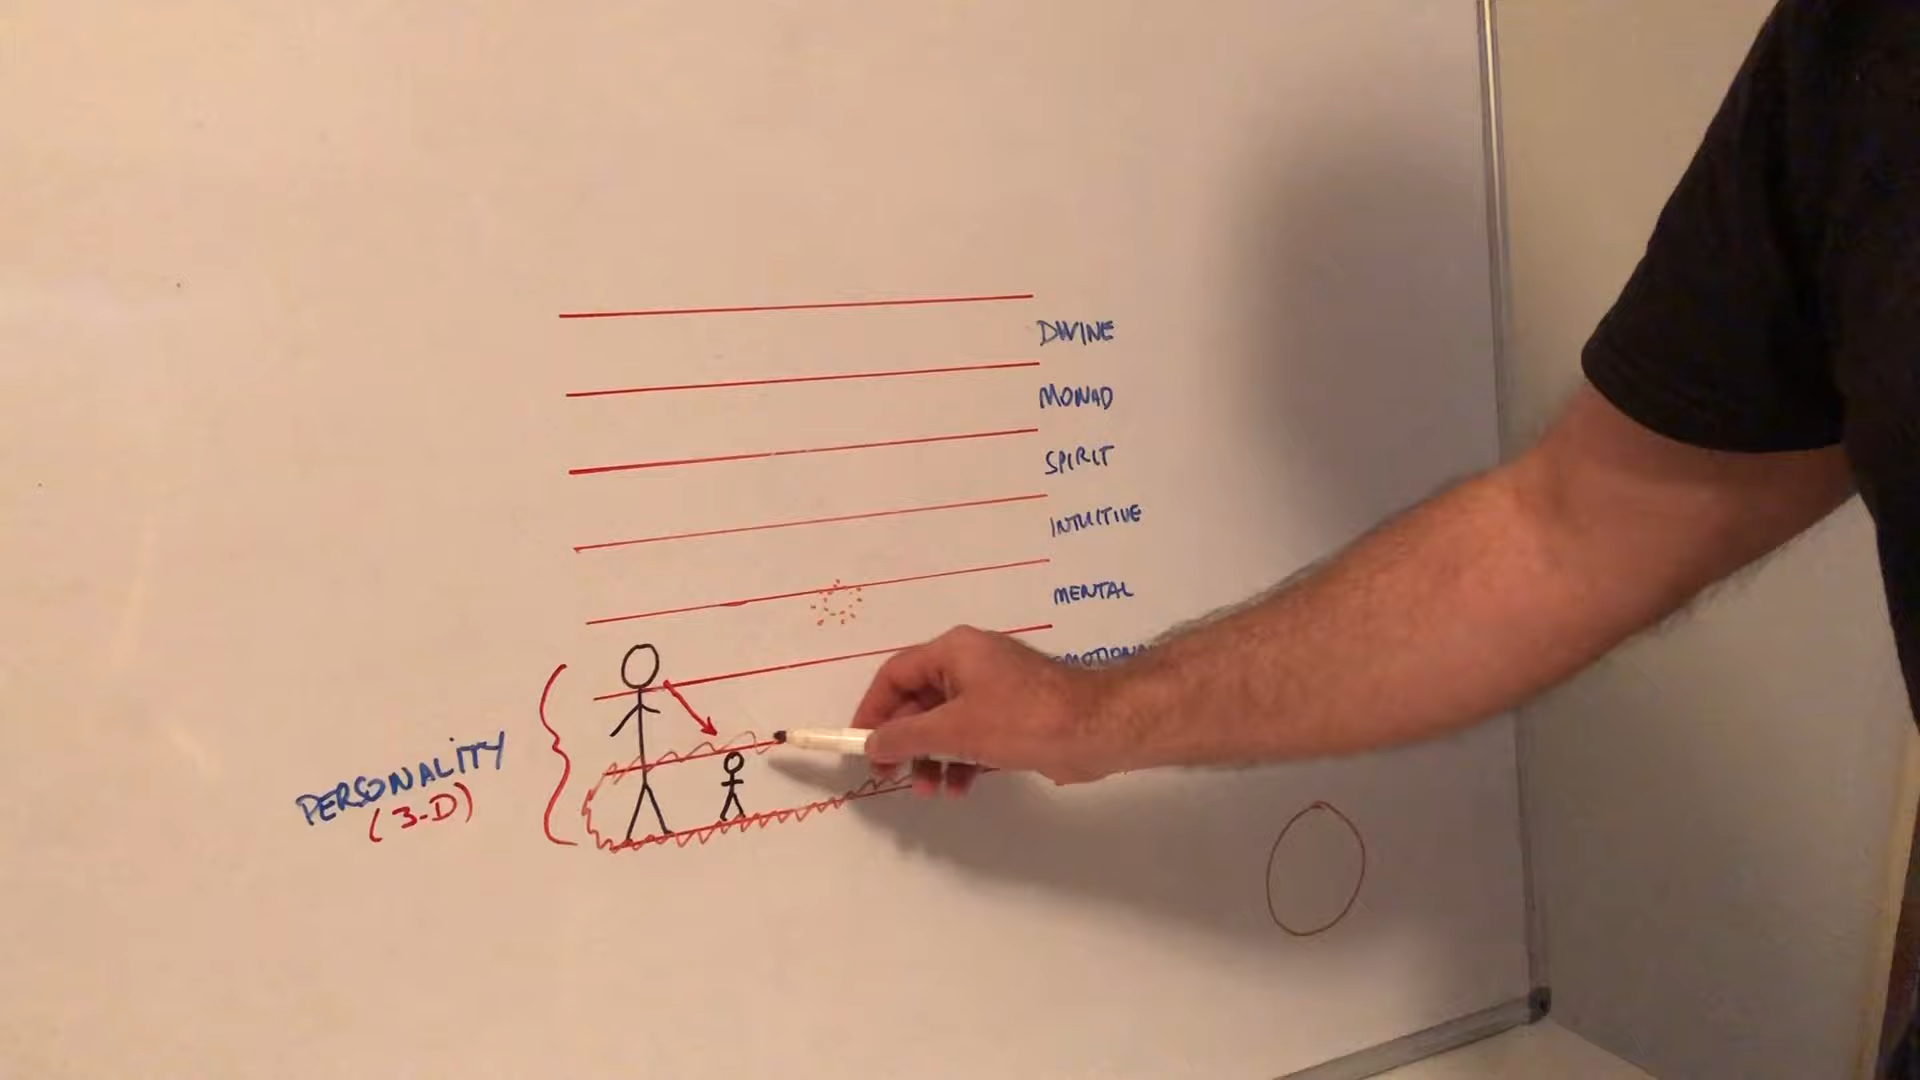 DIVINE
MONAD
SPIRIT
INTUITIVE
MENTAL
PERSONALITY
(3-D)